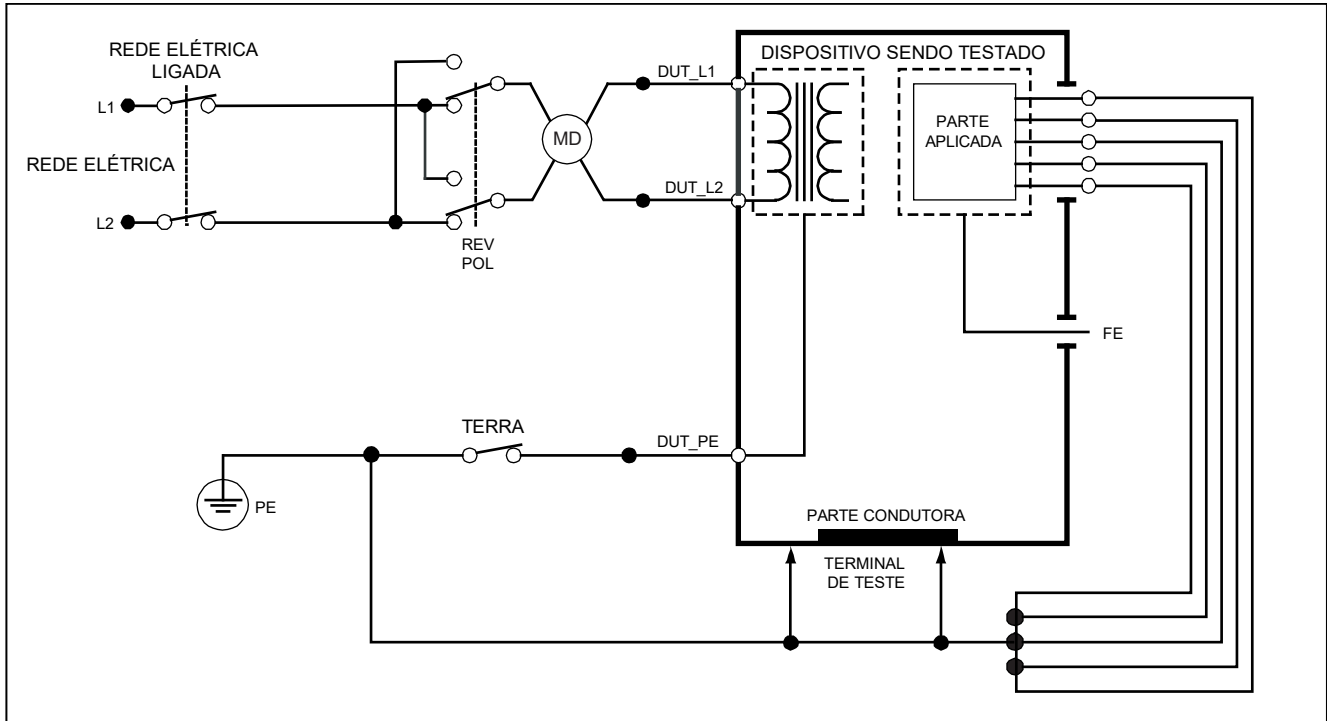 REDE ELÉTRICA
LIGADA
L1
REDE ELÉTRICA
L2
REV
POL
MD
DUT_L1
DUT_L2
DISPOSITIVO SENDO TESTADO
PARTE
APLICADA
FE
TERRA
DUT_PE
PE
PARTE CONDUTORA
TERMINAL
DE TESTE